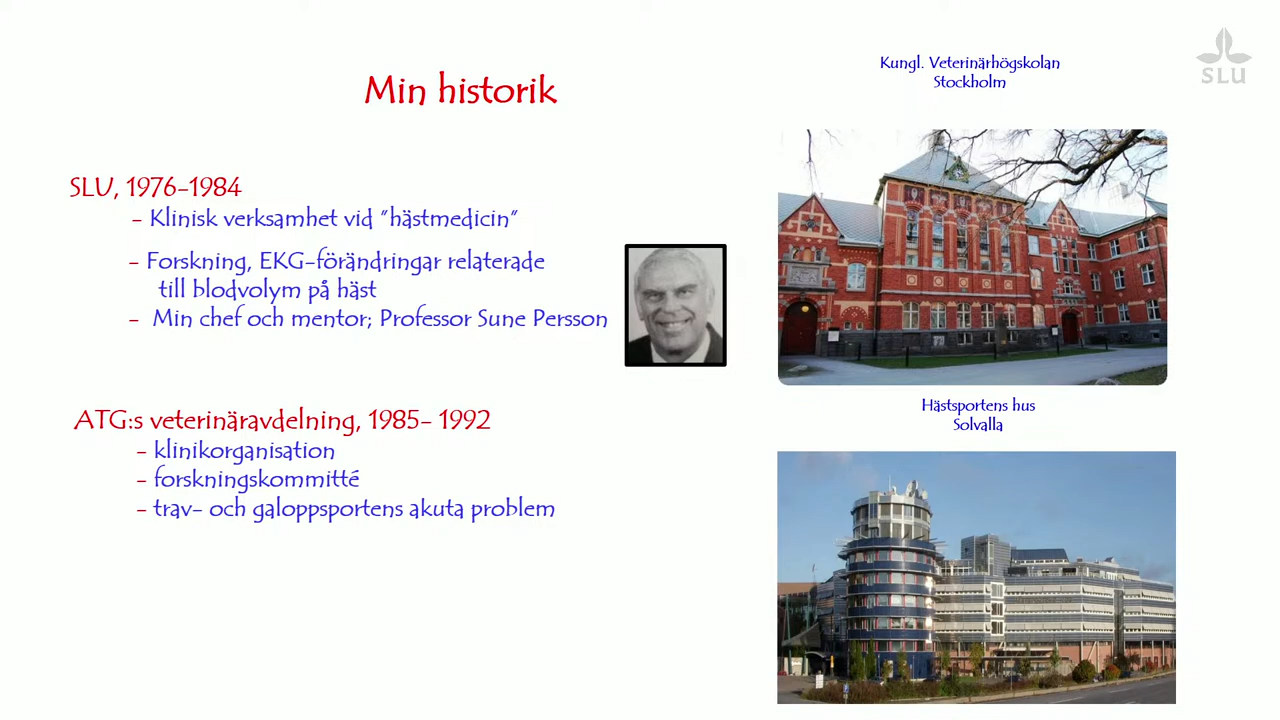 Min historik
SLU, 1976-1984
- Klinisk verksamhet vid "hästmedicin"
- Forskning, EKG-förändringar relaterade
till blodvolym på häst
- Min chef och mentor; Professor Sune Persson
ATG:s veterinäravdelning, 1985- 1992
- klinikorganisation
- forskningskommitté
- trav- och galoppsportens akuta problem
Kungl. Veterinärhögskolan
Stockholm
Hästsportens hus
Solvalla
SLU